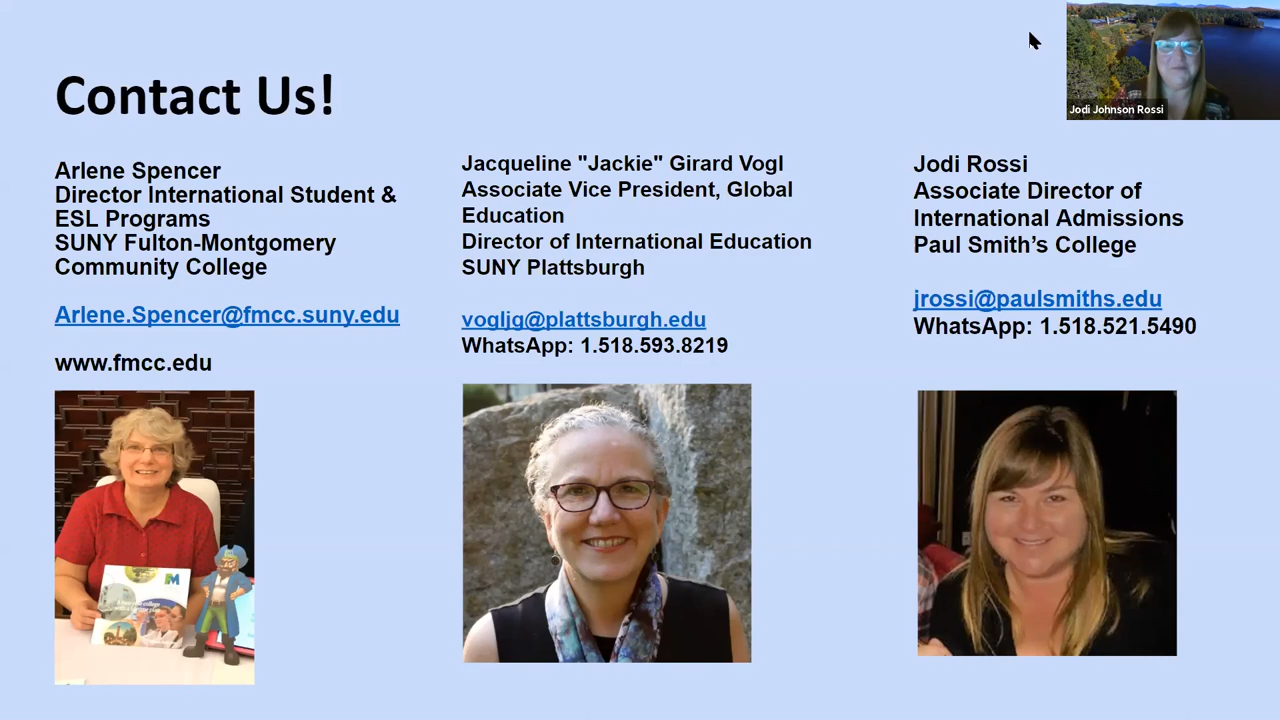 Contact Us!
Jodi Johnson Rossi
Arlene Spencer
Director International Student &
ESL Programs
SUNY Fulton-Montgomery
Community College
Arlene.Spencer@fmcc.suny.edu
www.fmcc.edu
Jacqueline "Jackie" Girard Vogl
Associate Vice President, Global
Education
Director of International Education
SUNY Plattsburgh
vogljg@plattsburgh.edu
WhatsApp: 1.518.593.8219
Jodi Rossi
Associate Director of
International Admissions
Paul Smith’s College
jrossi@paulsmiths.edu
WhatsApp: 1.518.521.5490
FM